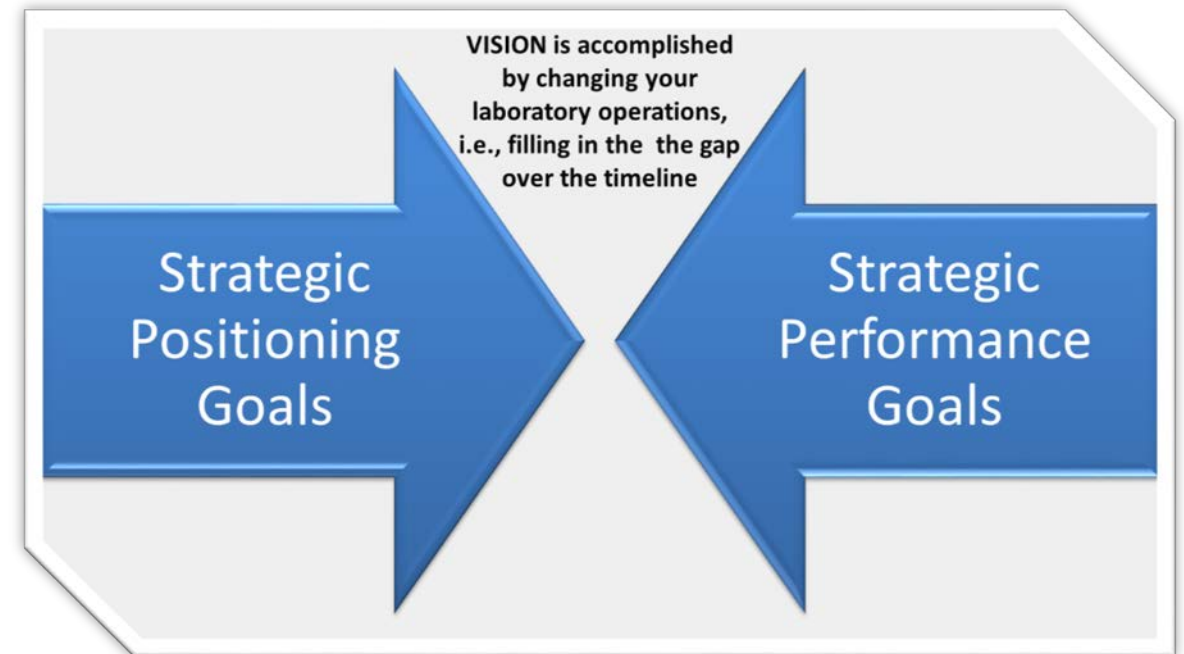 VISION is accomplished
by changing your
laboratory operations,
i.e., filling in the the gap
over the timeline
Strategic
Positioning
Goals
Strategic
Performance
Goals